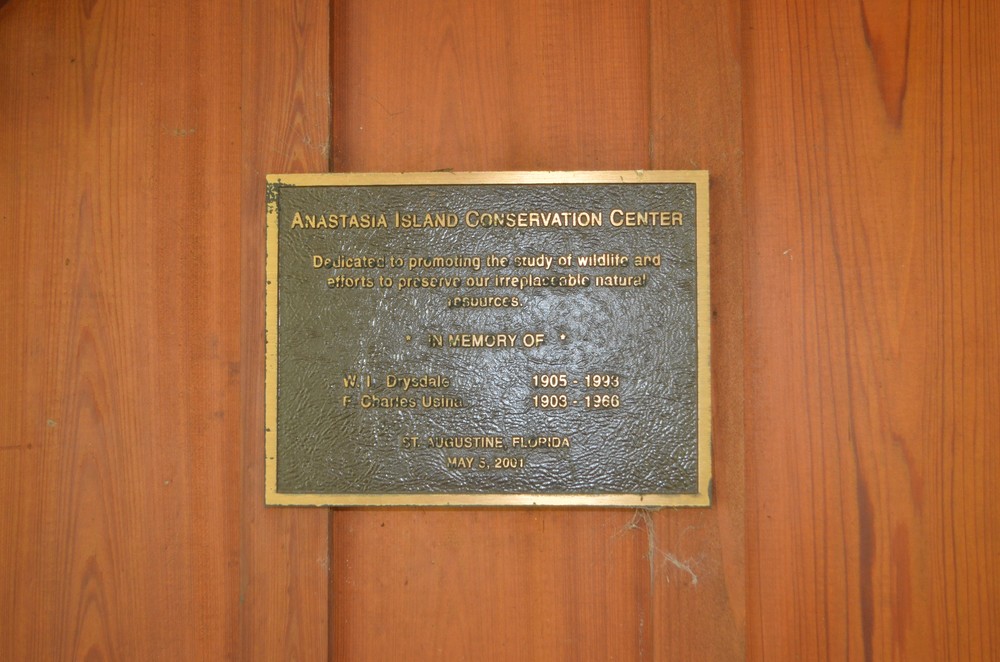 ANASTASIA ISLAND CONSERVATION CENTER
Dedicated to promoting the study of wildlife and
efforts to preserve our irreplaceable natural
resources.
* IN MEMORY OF *
W. I. Drysdale 1905 - 1993
F. Charles Usina 1903 - 1966
ST. AUGUSTINE, FLORIDA
MAY 5, 2001